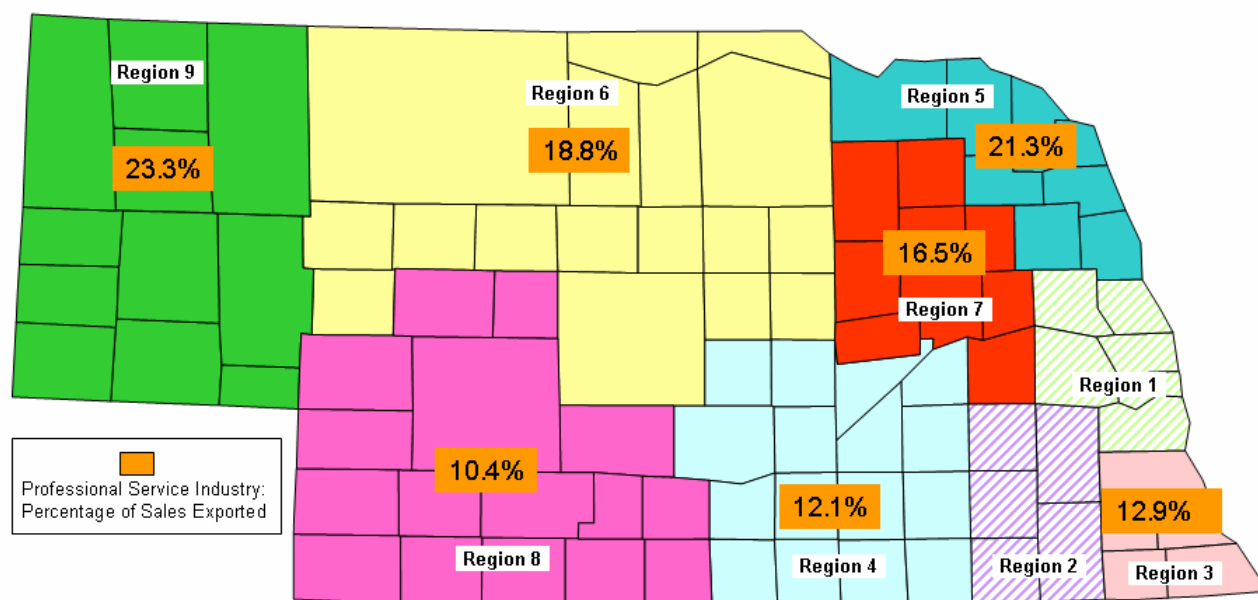 Region 9
23.3%
Region 6
18.8%
Region 5
21.3%
16.5%
Region 7
Region 1
10.4%
Region 8
12.1%
Region 4
Region 2
12.9%
Region 3
Professional Service Industry:
Percentage of Sales Exported